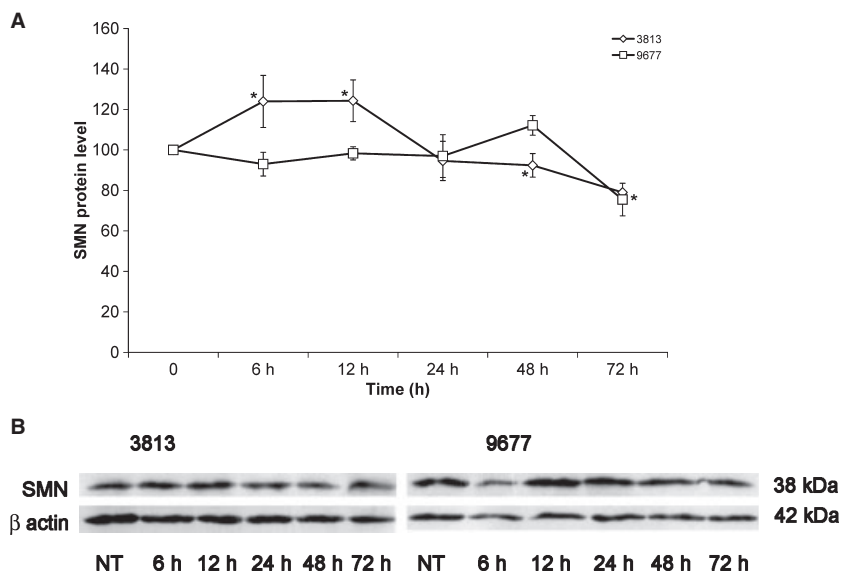 A
160
140
120
100
80
60
40
20
0
SMN protein level
3813
9677
*
*
*
*
0 6 h 12 h 24 h 48 h 72 h
Time (h)
B
3813 9677
SMN 38 kDa
β actin 42 kDa
NT 6 h 12 h 24 h 48 h 72 h NT 6 h 12 h 24 h 48 h 72 h